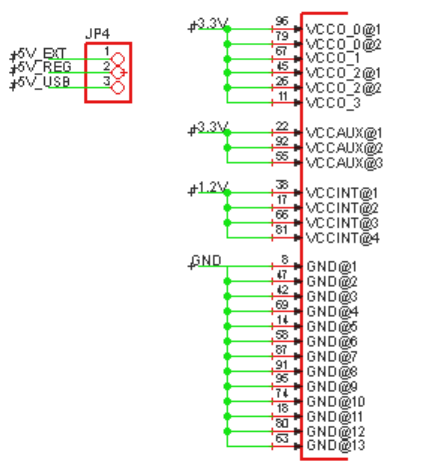 JP4
+5V_EXT 1
+5V_REG 2
+5V_USB 3
+3.3V 96 VCCO_0@1
79 VCCO_0@2
67 VCCO_1
45 VCCO_2@1
26 VCCO_2@2
11 VCCO_3
+3.3V 22 VCCAUX@1
92 VCCAUX@2
55 VCCAUX@3
+1.2V 38 VCCINT@1
17 VCCINT@2
66 VCCINT@3
81 VCCINT@4
GND 8 GND@1
47 GND@2
42 GND@3
69 GND@4
14 GND@5
58 GND@6
87 GND@7
91 GND@8
95 GND@9
74 GND@10
18 GND@11
80 GND@12
63 GND@13